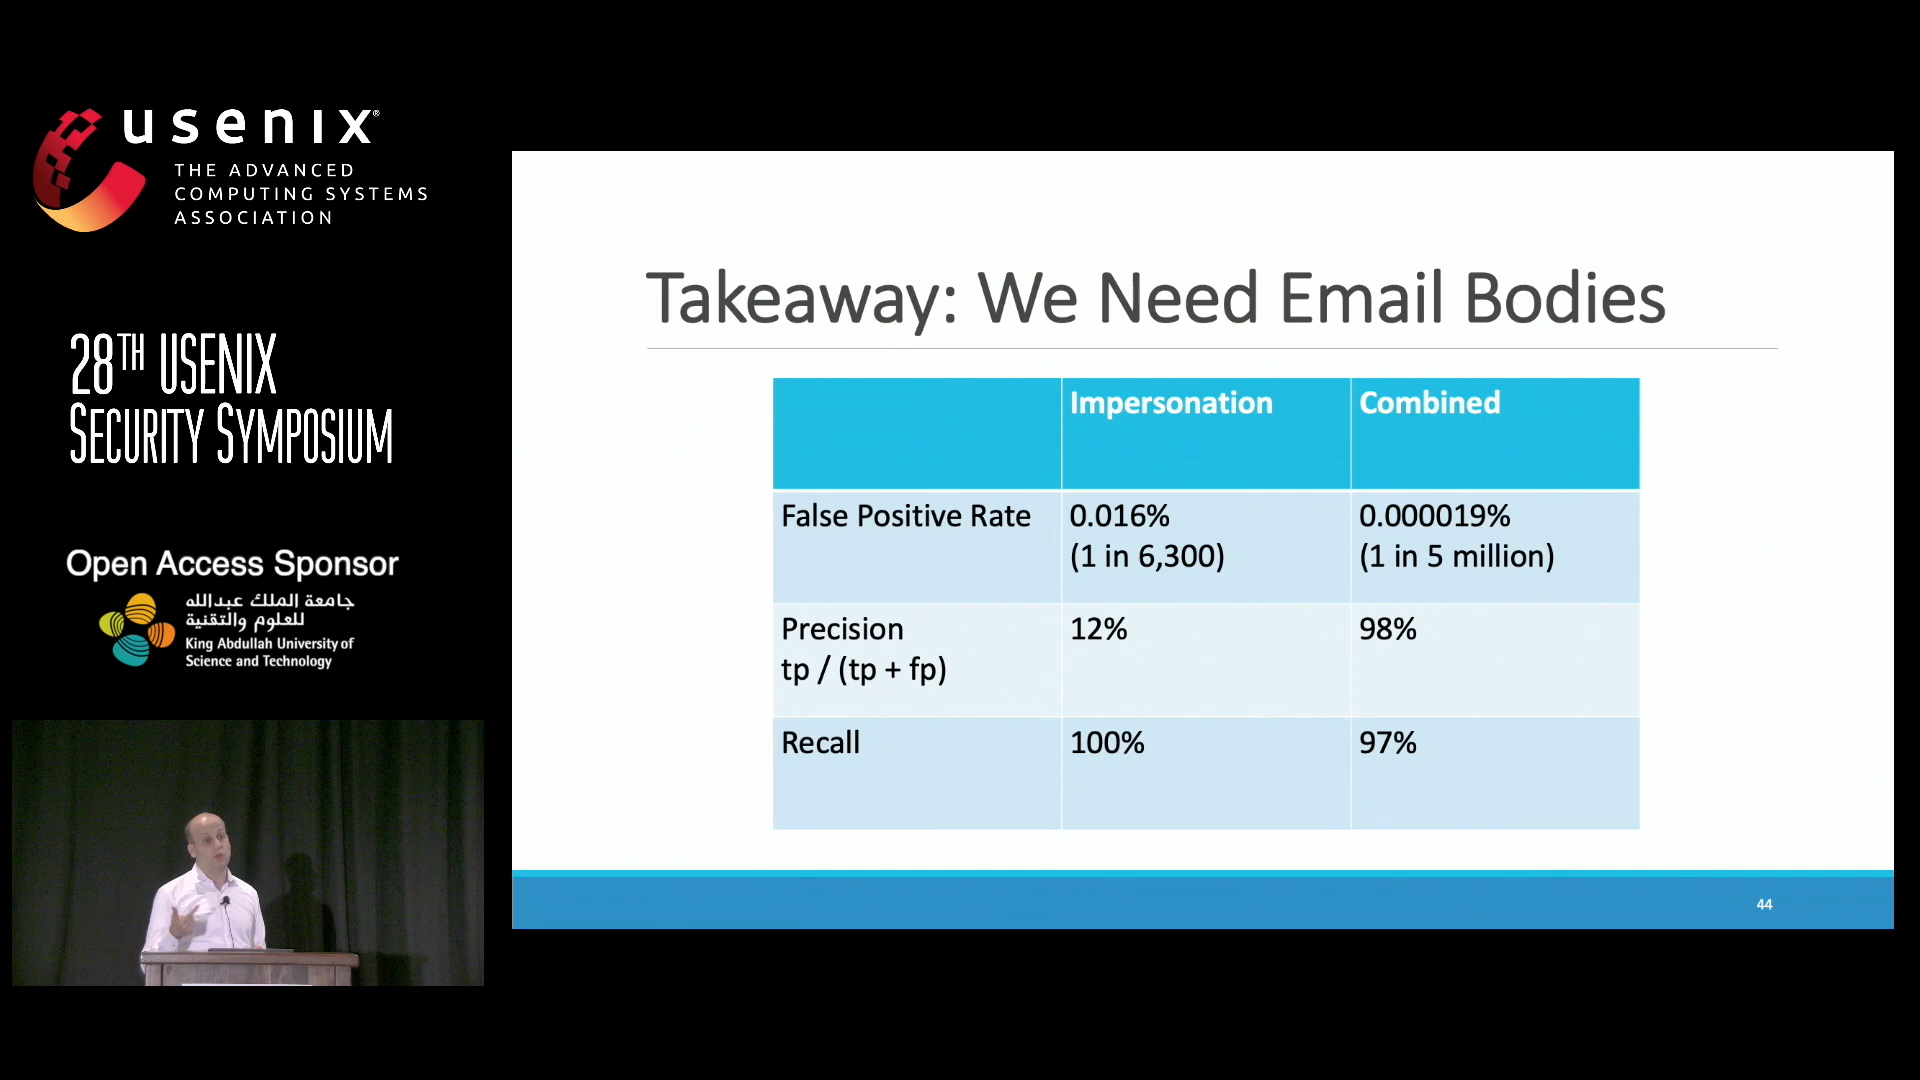 usenix®
THE ADVANCED
COMPUTING SYSTEMS
ASSOCIATION
28TH USENIX
SECURITY SYMPOSIUM
Open Access Sponsor
جامعة الملك عبدالله
للعلوم والتقنية
King Abdullah University of
Science and Technology
Takeaway: We Need Email Bodies
Impersonation
Combined
False Positive Rate
0.016%
(1 in 6,300)
0.000019%
(1 in 5 million)
Precision
tp / (tp + fp)
12%
98%
Recall
100%
97%
44